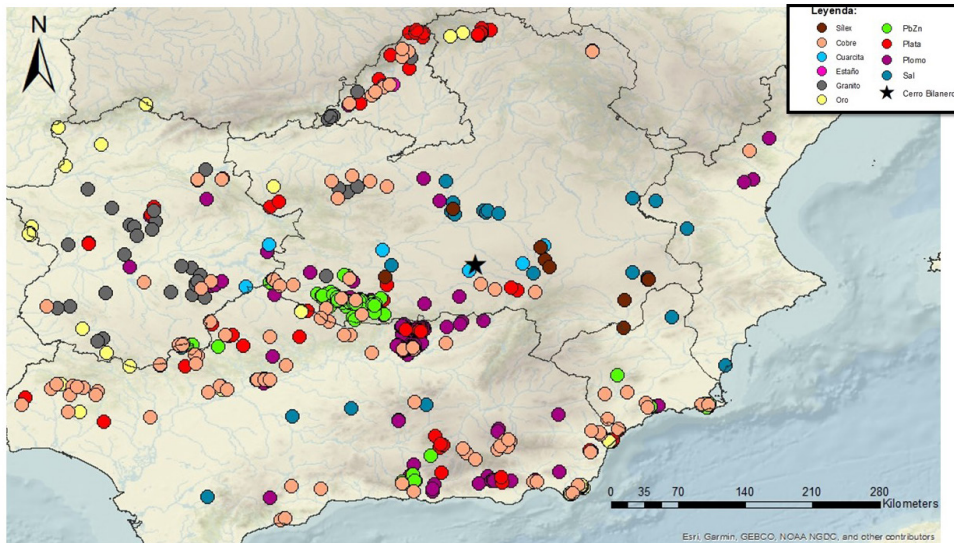 Leyenda:
Sílex
Cobre
Cuarcita
Estaño
Granito
Oro
PbZn
Plata
Plomo
Sal
Cerro Bilanero
N
0 35 70 140 210 280
Kilometers
Esri, Garmin, GEBCO, NOAA NGDC, and other contributors